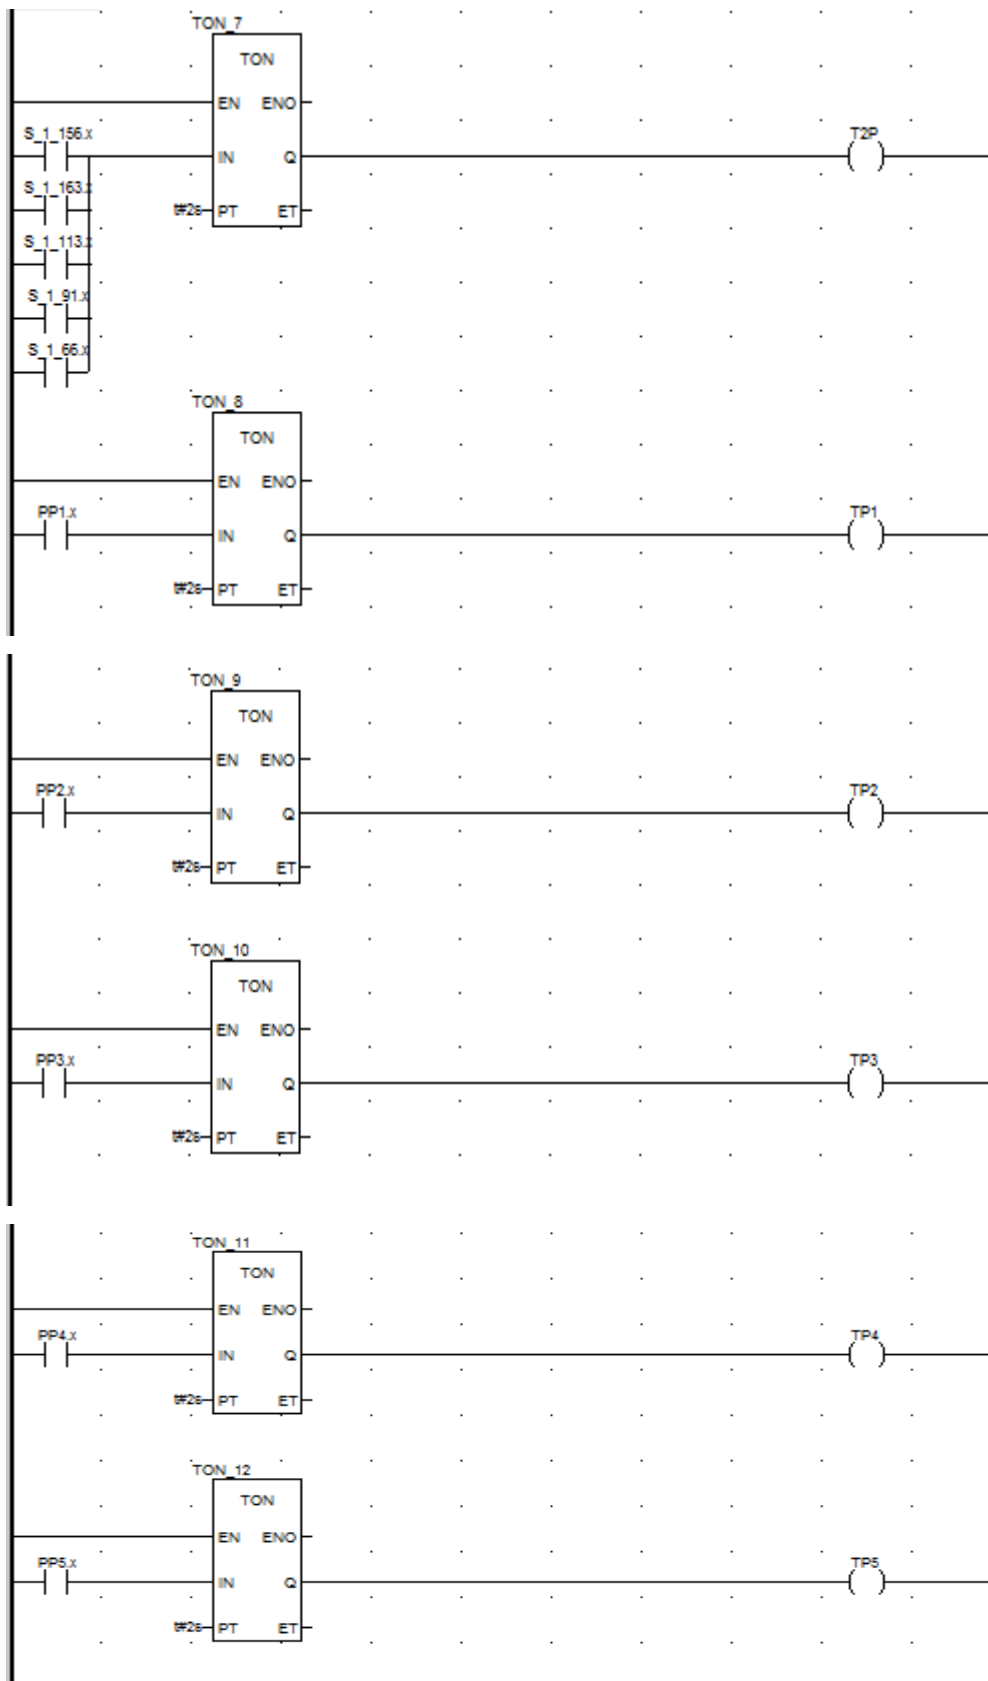 TON_7
TON
EN ENO
S_1_156.x T2P
IN Q
S_1_163.x
t#2s PT ET
S_1_113.x
S_1_91.x
S_1_66.x
TON_8
TON
EN ENO
PP1.x TP1
IN Q
t#2s PT ET
TON_9
TON
EN ENO
PP2.x TP2
IN Q
t#2s PT ET
TON_10
TON
EN ENO
PP3.x TP3
IN Q
t#2s PT ET
TON_11
TON
EN ENO
PP4.x TP4
IN Q
t#2s PT ET
TON_12
TON
EN ENO
PP5.x TP5
IN Q
t#2s PT ET